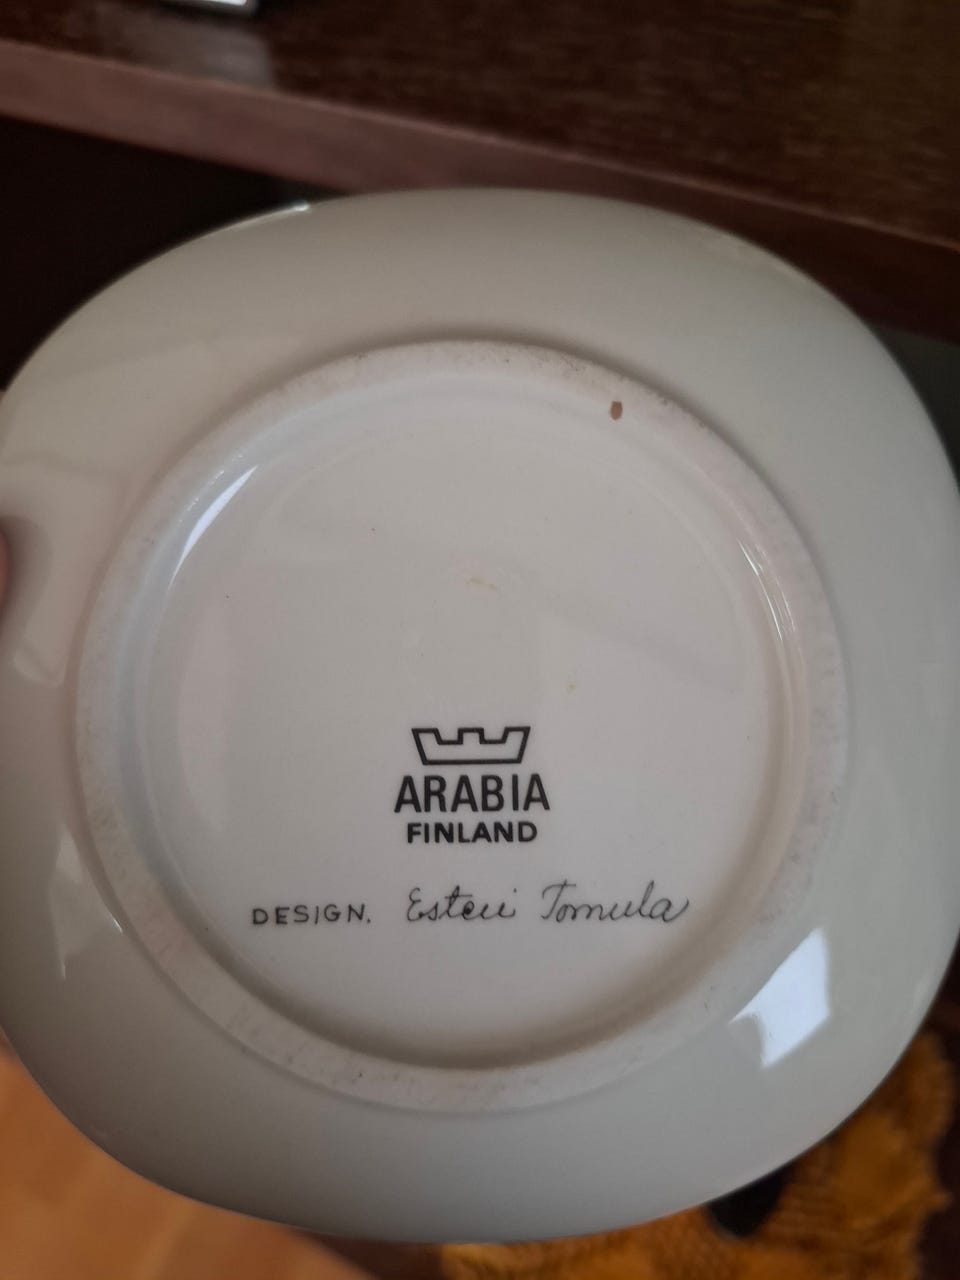 ARABIA
FINLAND
DESIGN. Esteri Tomula